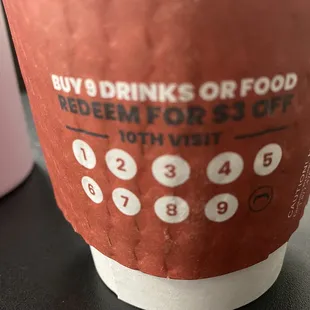 BUY 9 DRINKS OR FOOD
REDEEM FOR $3 OFF
10TH VISIT
1 2 3 4 5
6 7 8 9
CAUTION: